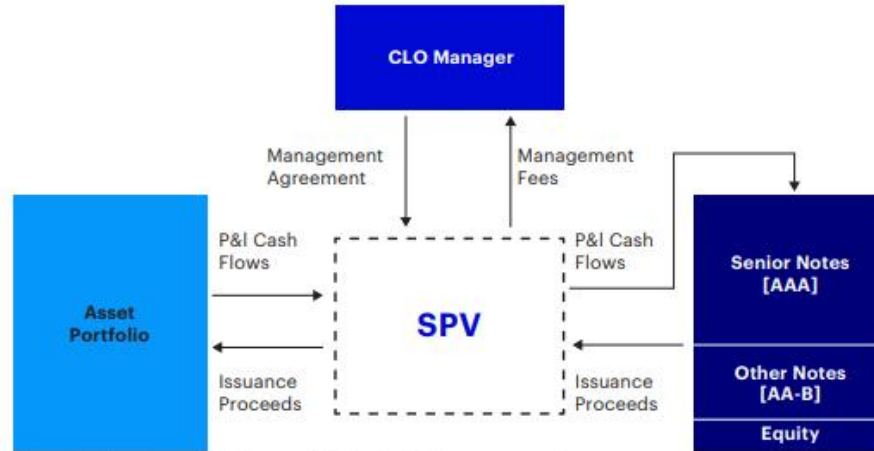 CLO Manager
Management
Agreement
Management
Fees
P&I Cash
Flows
P&I Cash
Flows
Senior Notes
[AAA]
Asset
Portfolio
SPV
Issuance
Proceeds
Issuance
Proceeds
Other Notes
[AA-B]
Equity